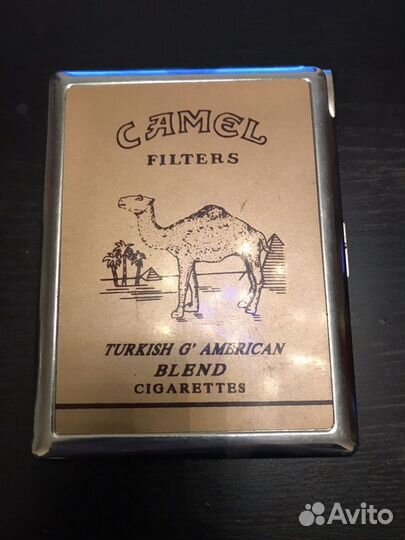 CAMEL
FILTERS
TURKISH G' AMERICAN
BLEND
CIGARETTES
Avito